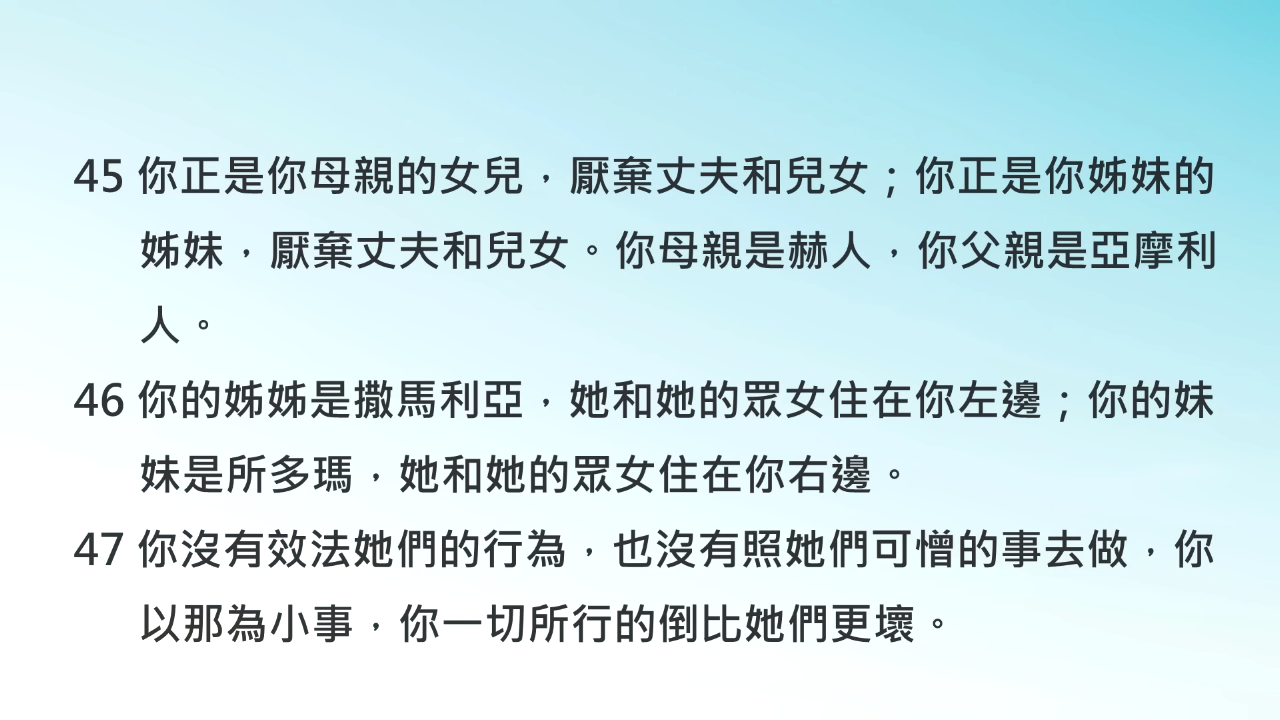 45 你正是你母親的女兒，厭棄丈夫和兒女；你正是你姊妹的
姊妹，厭棄丈夫和兒女。你母親是赫人，你父親是亞摩利
人。
46 你的姊姊是撒馬利亞，她和她的眾女住在你左邊；你的妹
妹是所多瑪，她和她的眾女住在你右邊。
47 你沒有效法她們的行為，也沒有照她們可憎的事去做，你
以那為小事，你一切所行的倒比她們更壞。